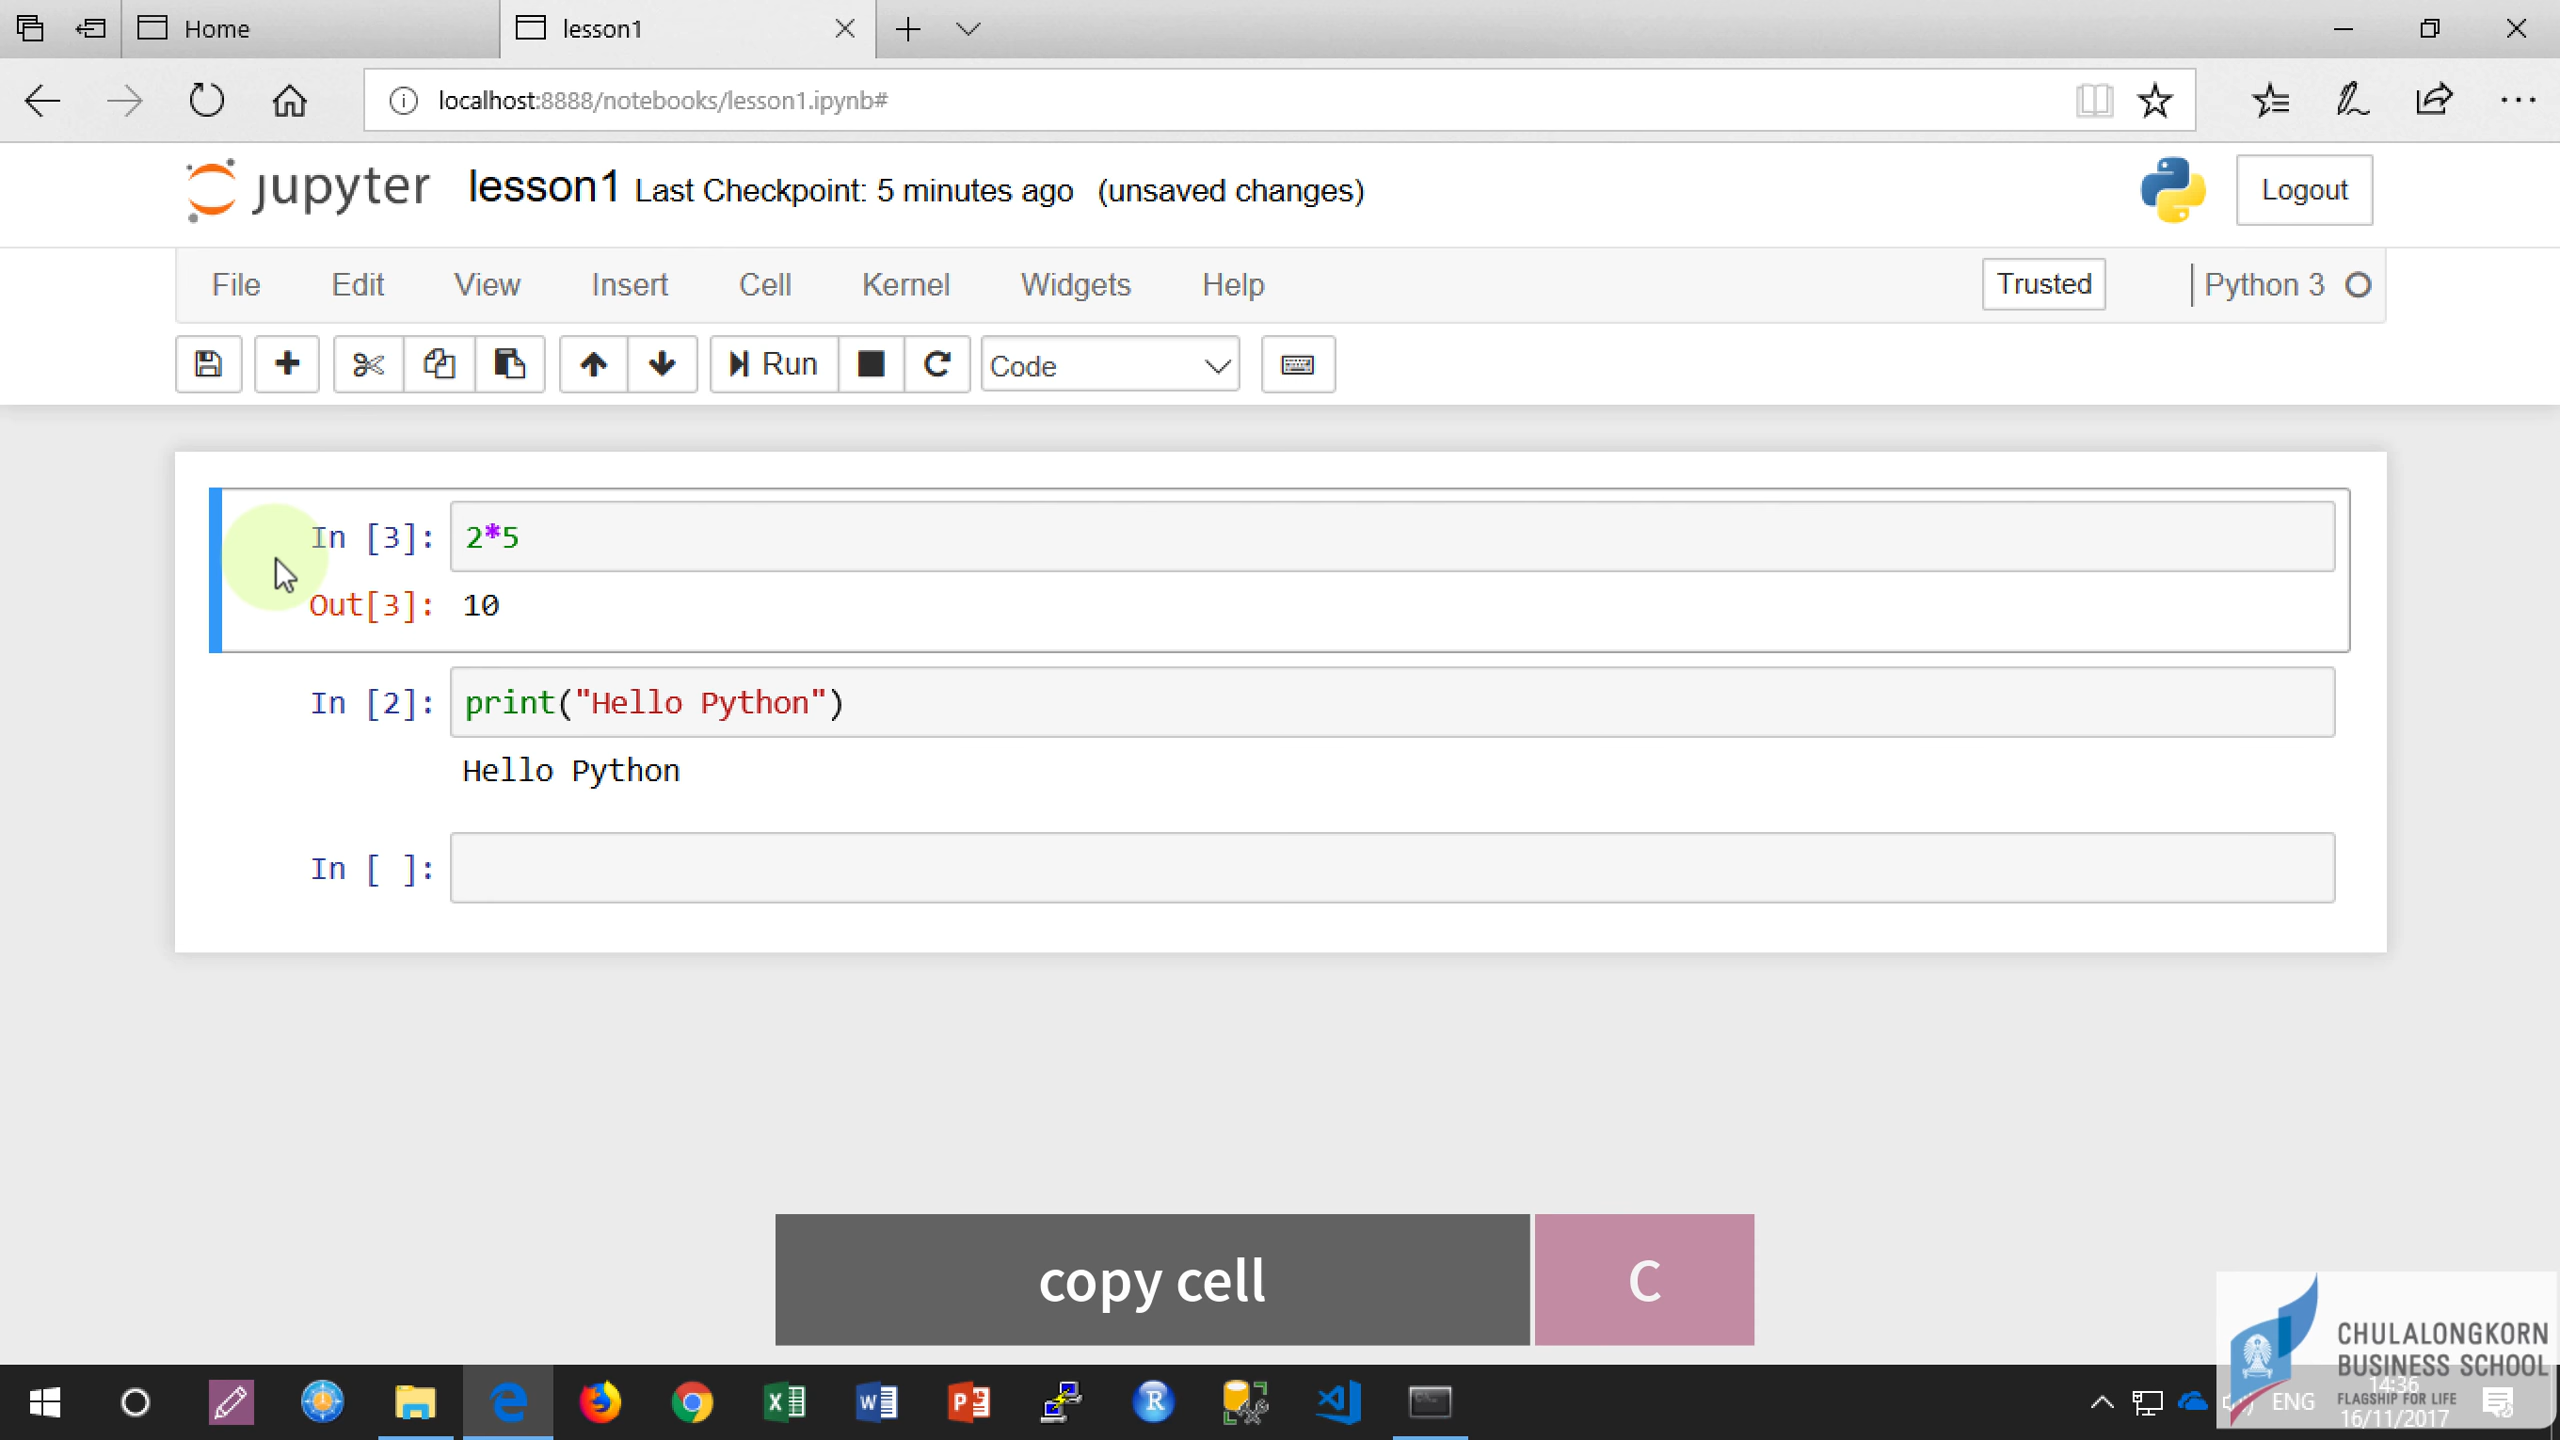 Home
lesson1
localhost:8888/notebooks/lesson1.ipynb#
jupyter lesson1 Last Checkpoint: 5 minutes ago (unsaved changes)
Logout
File Edit View Insert Cell Kernel Widgets Help
Trusted
Python 3
Run
Code
In [3]: 2*5
Out[3]: 10
In [2]: print("Hello Python")
Hello Python
In [ ]:
copy cell C
CHULALONGKORN
BUSINESS SCHOOL
FLAGSHIP FOR LIFE
ENG
14:36
16/11/2017